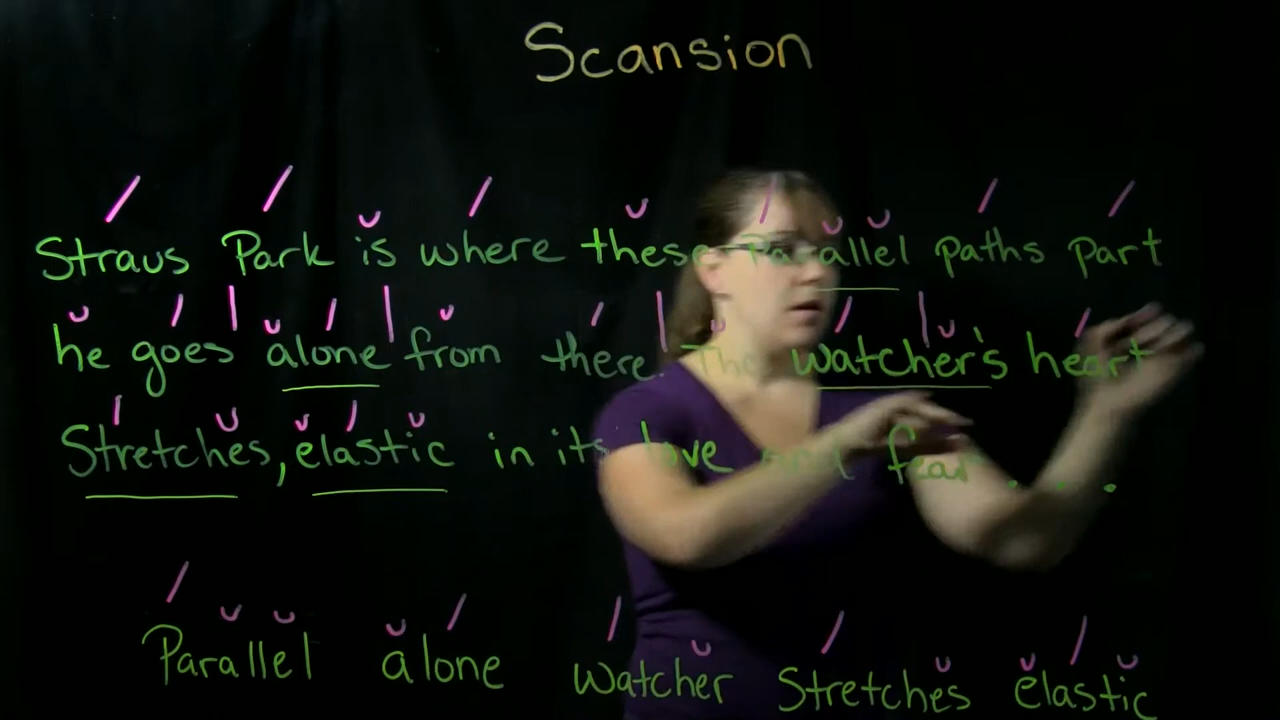 Scansion
Straus Park is where these Parallel paths part
he goes alone from there. The watcher's heart
Stretches, elastic in its love and fear....
Parallel alone watcher Stretches elastic